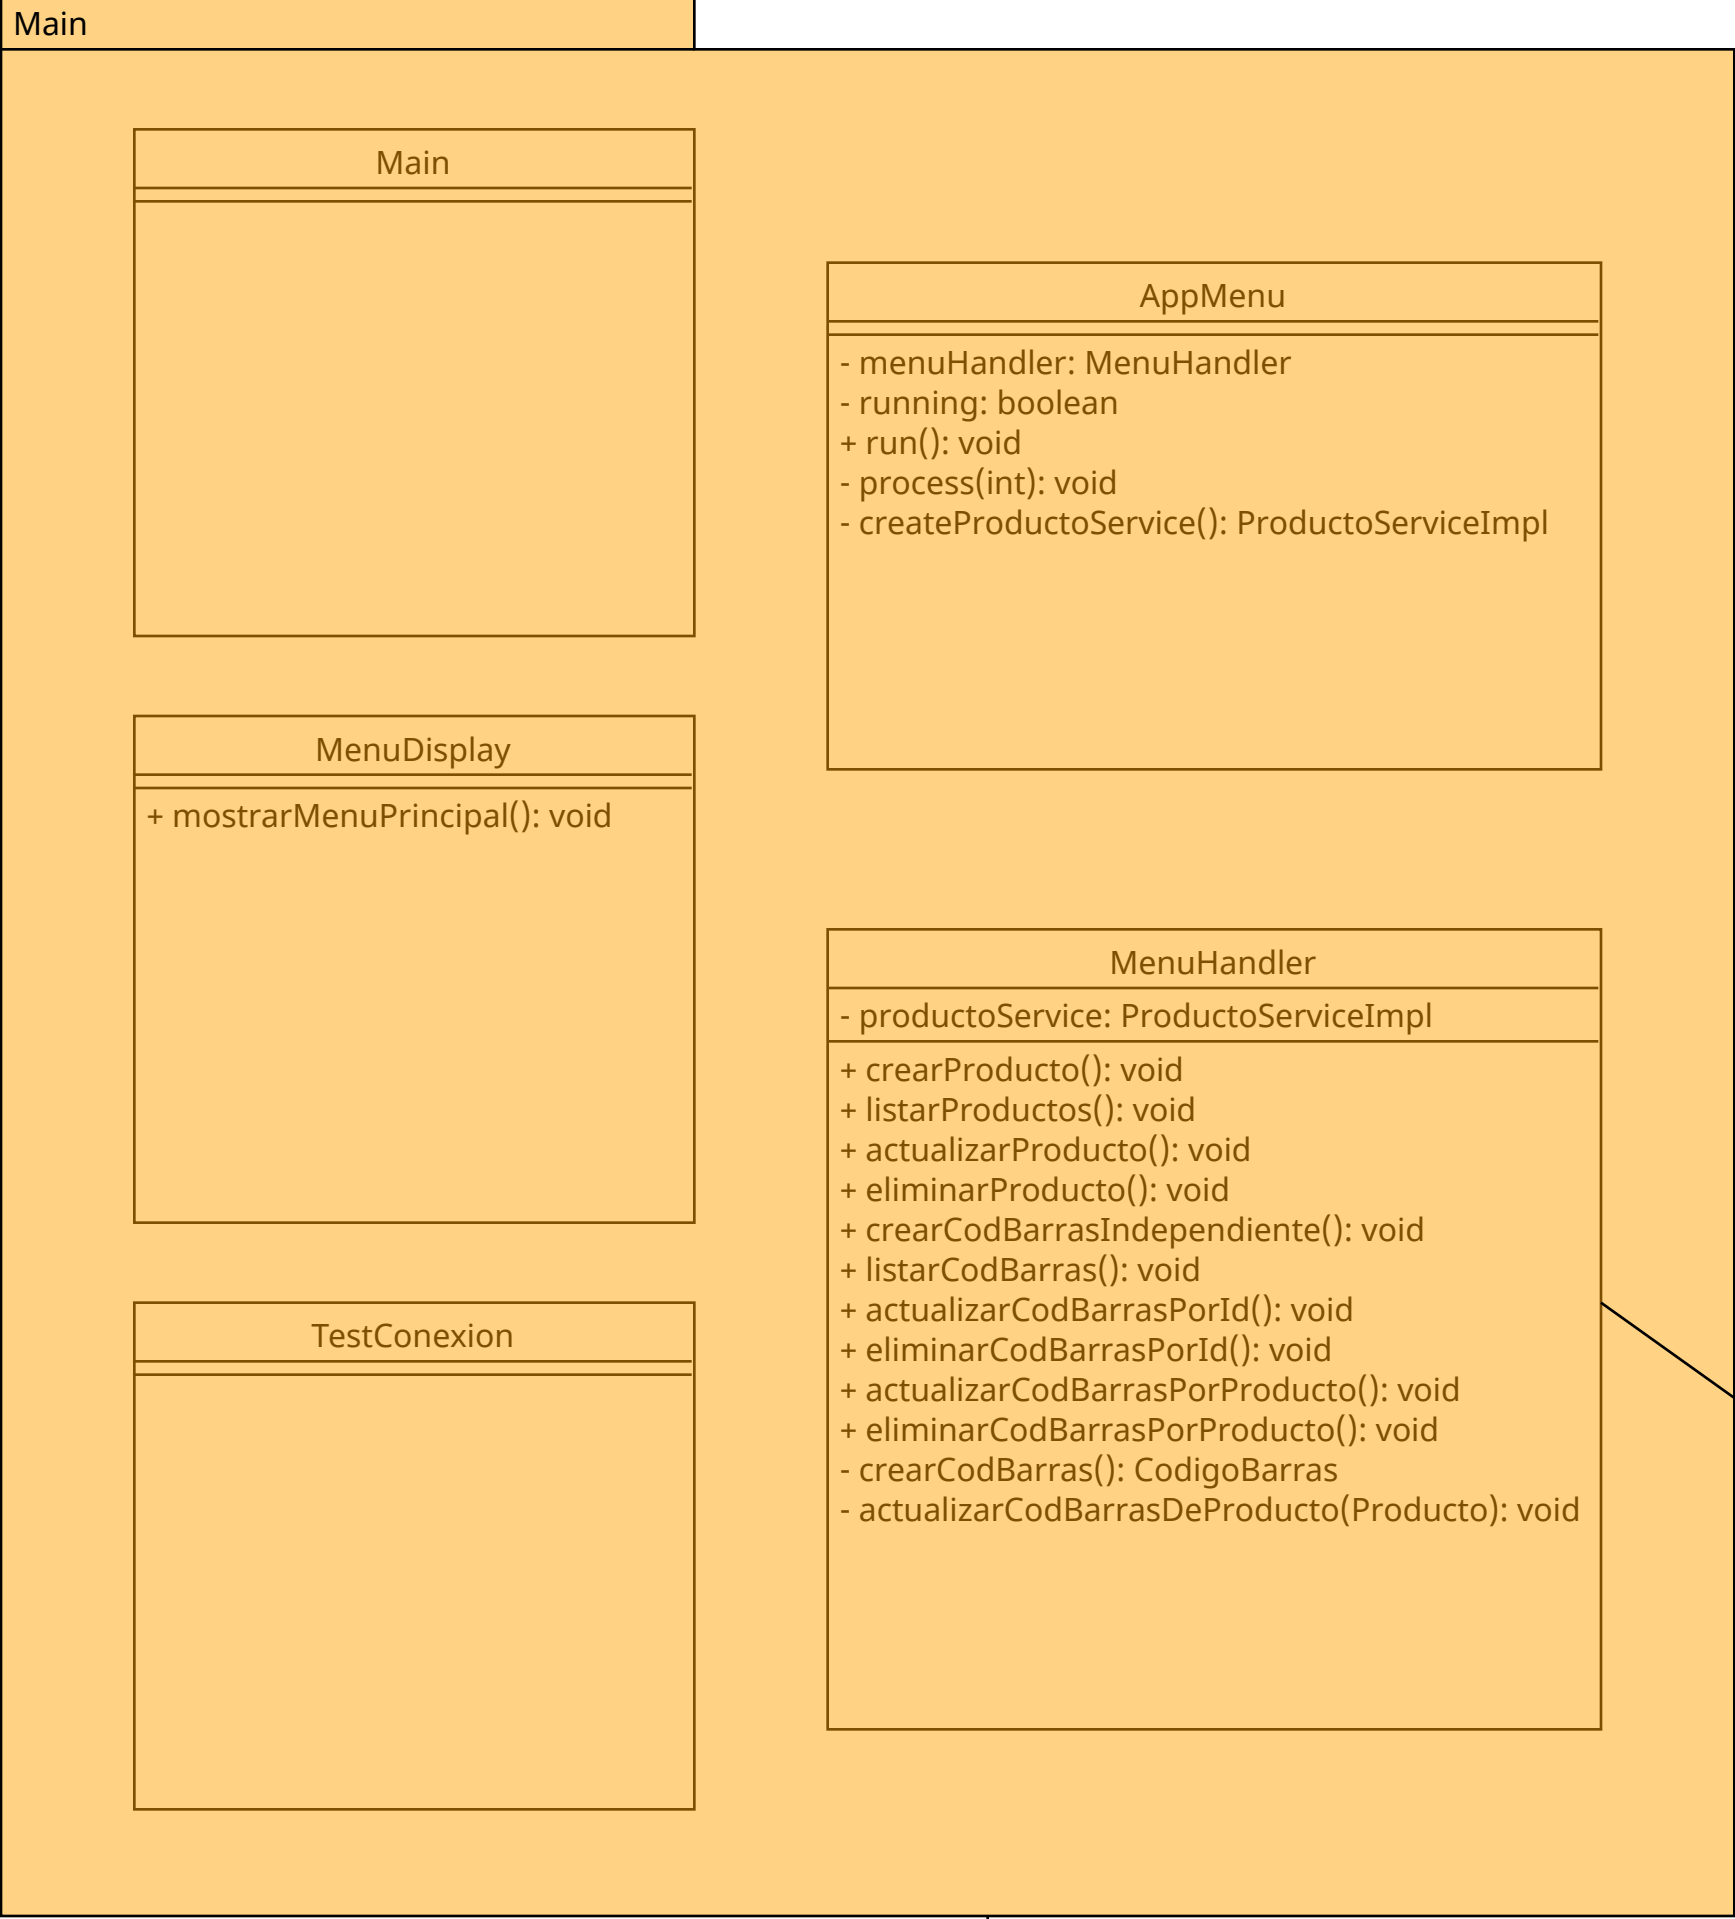 Main
Main
AppMenu
- menuHandler: MenuHandler
- running: boolean
+ run(): void
- process(int): void
- createProductoService(): ProductoServiceImpl
MenuDisplay
+ mostrarMenuPrincipal(): void
MenuHandler
- productoService: ProductoServiceImpl
+ crearProducto(): void
+ listarProductos(): void
+ actualizarProducto(): void
+ eliminarProducto(): void
+ crearCodBarrasIndependiente(): void
+ listarCodBarras(): void
+ actualizarCodBarrasPorId(): void
+ eliminarCodBarrasPorId(): void
+ actualizarCodBarrasPorProducto(): void
+ eliminarCodBarrasPorProducto(): void
- crearCodBarras(): CodigoBarras
- actualizarCodBarrasDeProducto(Producto): void
TestConexion